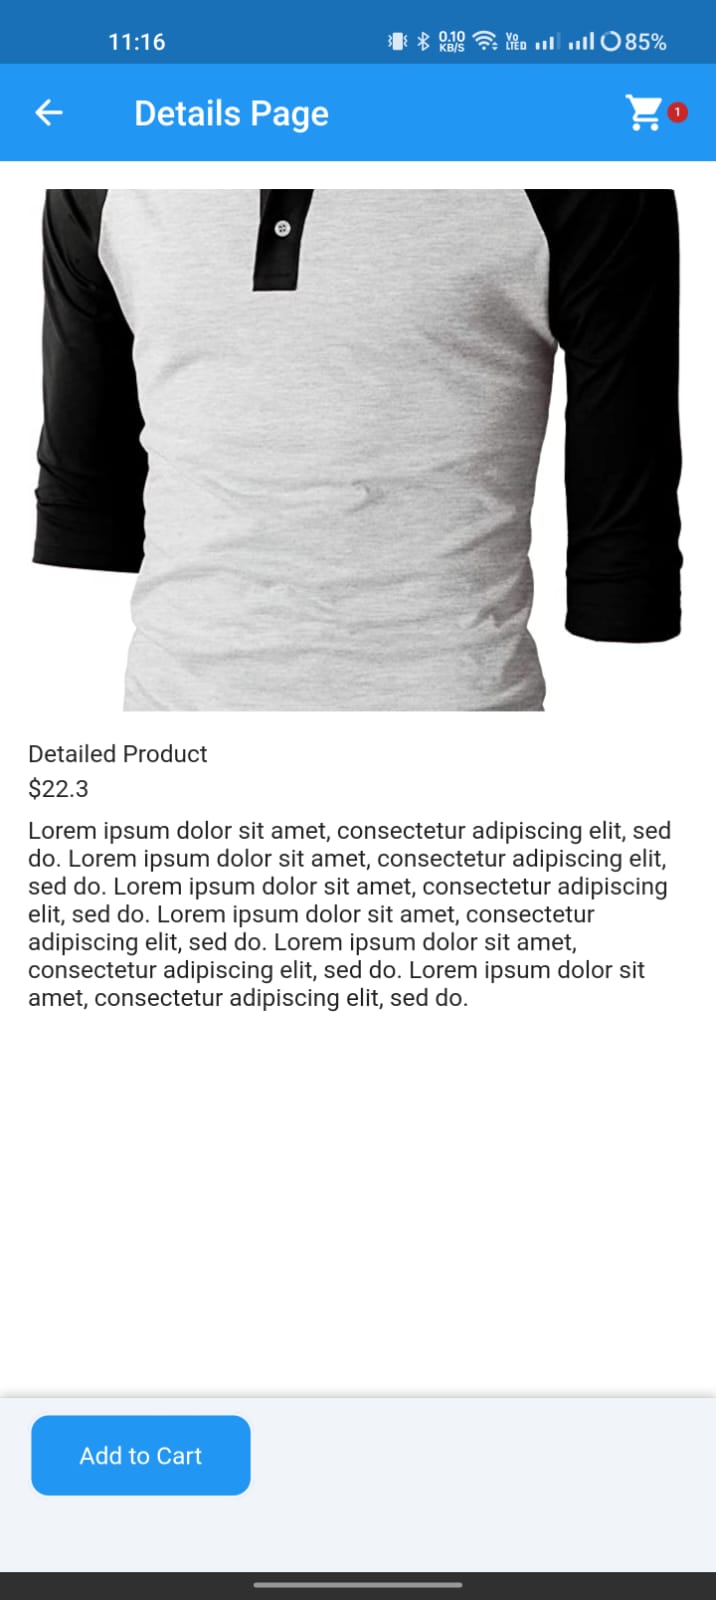 11:16
0.10 KB/S
Vo LTED
85%
Details Page
1
Detailed Product
$22.3
Lorem ipsum dolor sit amet, consectetur adipiscing elit, sed
do. Lorem ipsum dolor sit amet, consectetur adipiscing elit,
sed do. Lorem ipsum dolor sit amet, consectetur adipiscing
elit, sed do. Lorem ipsum dolor sit amet, consectetur
adipiscing elit, sed do. Lorem ipsum dolor sit amet,
consectetur adipiscing elit, sed do. Lorem ipsum dolor sit
amet, consectetur adipiscing elit, sed do.
Add to Cart